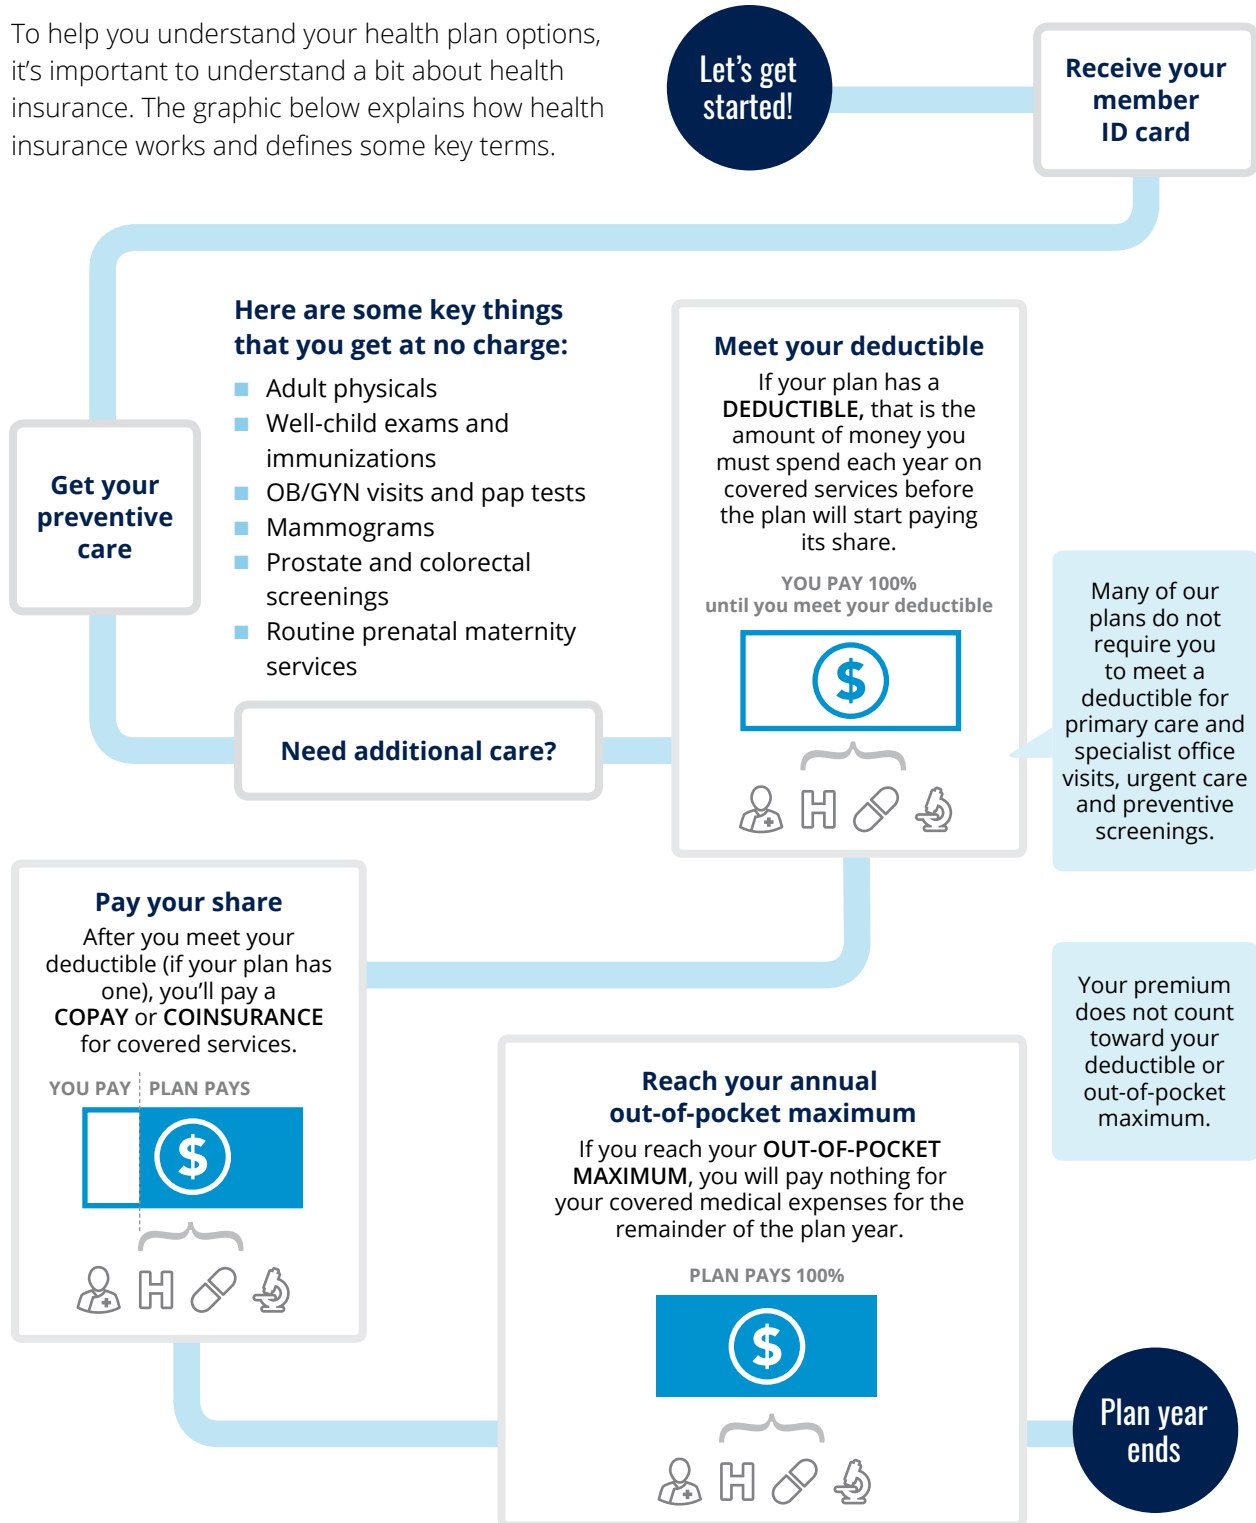 To help you understand your health plan options,
it's important to understand a bit about health
insurance. The graphic below explains how health
insurance works and defines some key terms.
Let's get
started!
Receive your
member
ID card
Get your
preventive
care
Here are some key things
that you get at no charge:
■ Adult physicals
■ Well-child exams and
immunizations
■ OB/GYN visits and pap tests
■ Mammograms
■ Prostate and colorectal
screenings
■ Routine prenatal maternity
services
Need additional care?
Meet your deductible
If your plan has a
DEDUCTIBLE, that is the
amount of money you
must spend each year on
covered services before
the plan will start paying
its share.
YOU PAY 100%
until you meet your deductible
$
H
Many of our
plans do not
require you
to meet a
deductible for
primary care and
specialist office
visits, urgent care
and preventive
screenings.
Pay your share
After you meet your
deductible (if your plan has
one), you'll pay a
COPAY or COINSURANCE
for covered services.
YOU PAY PLAN PAYS
$
H
Your premium
does not count
toward your
deductible or
out-of-pocket
maximum.
Reach your annual
out-of-pocket maximum
If you reach your OUT-OF-POCKET
MAXIMUM, you will pay nothing for
your covered medical expenses for the
remainder of the plan year.
PLAN PAYS 100%
$
H
Plan year
ends